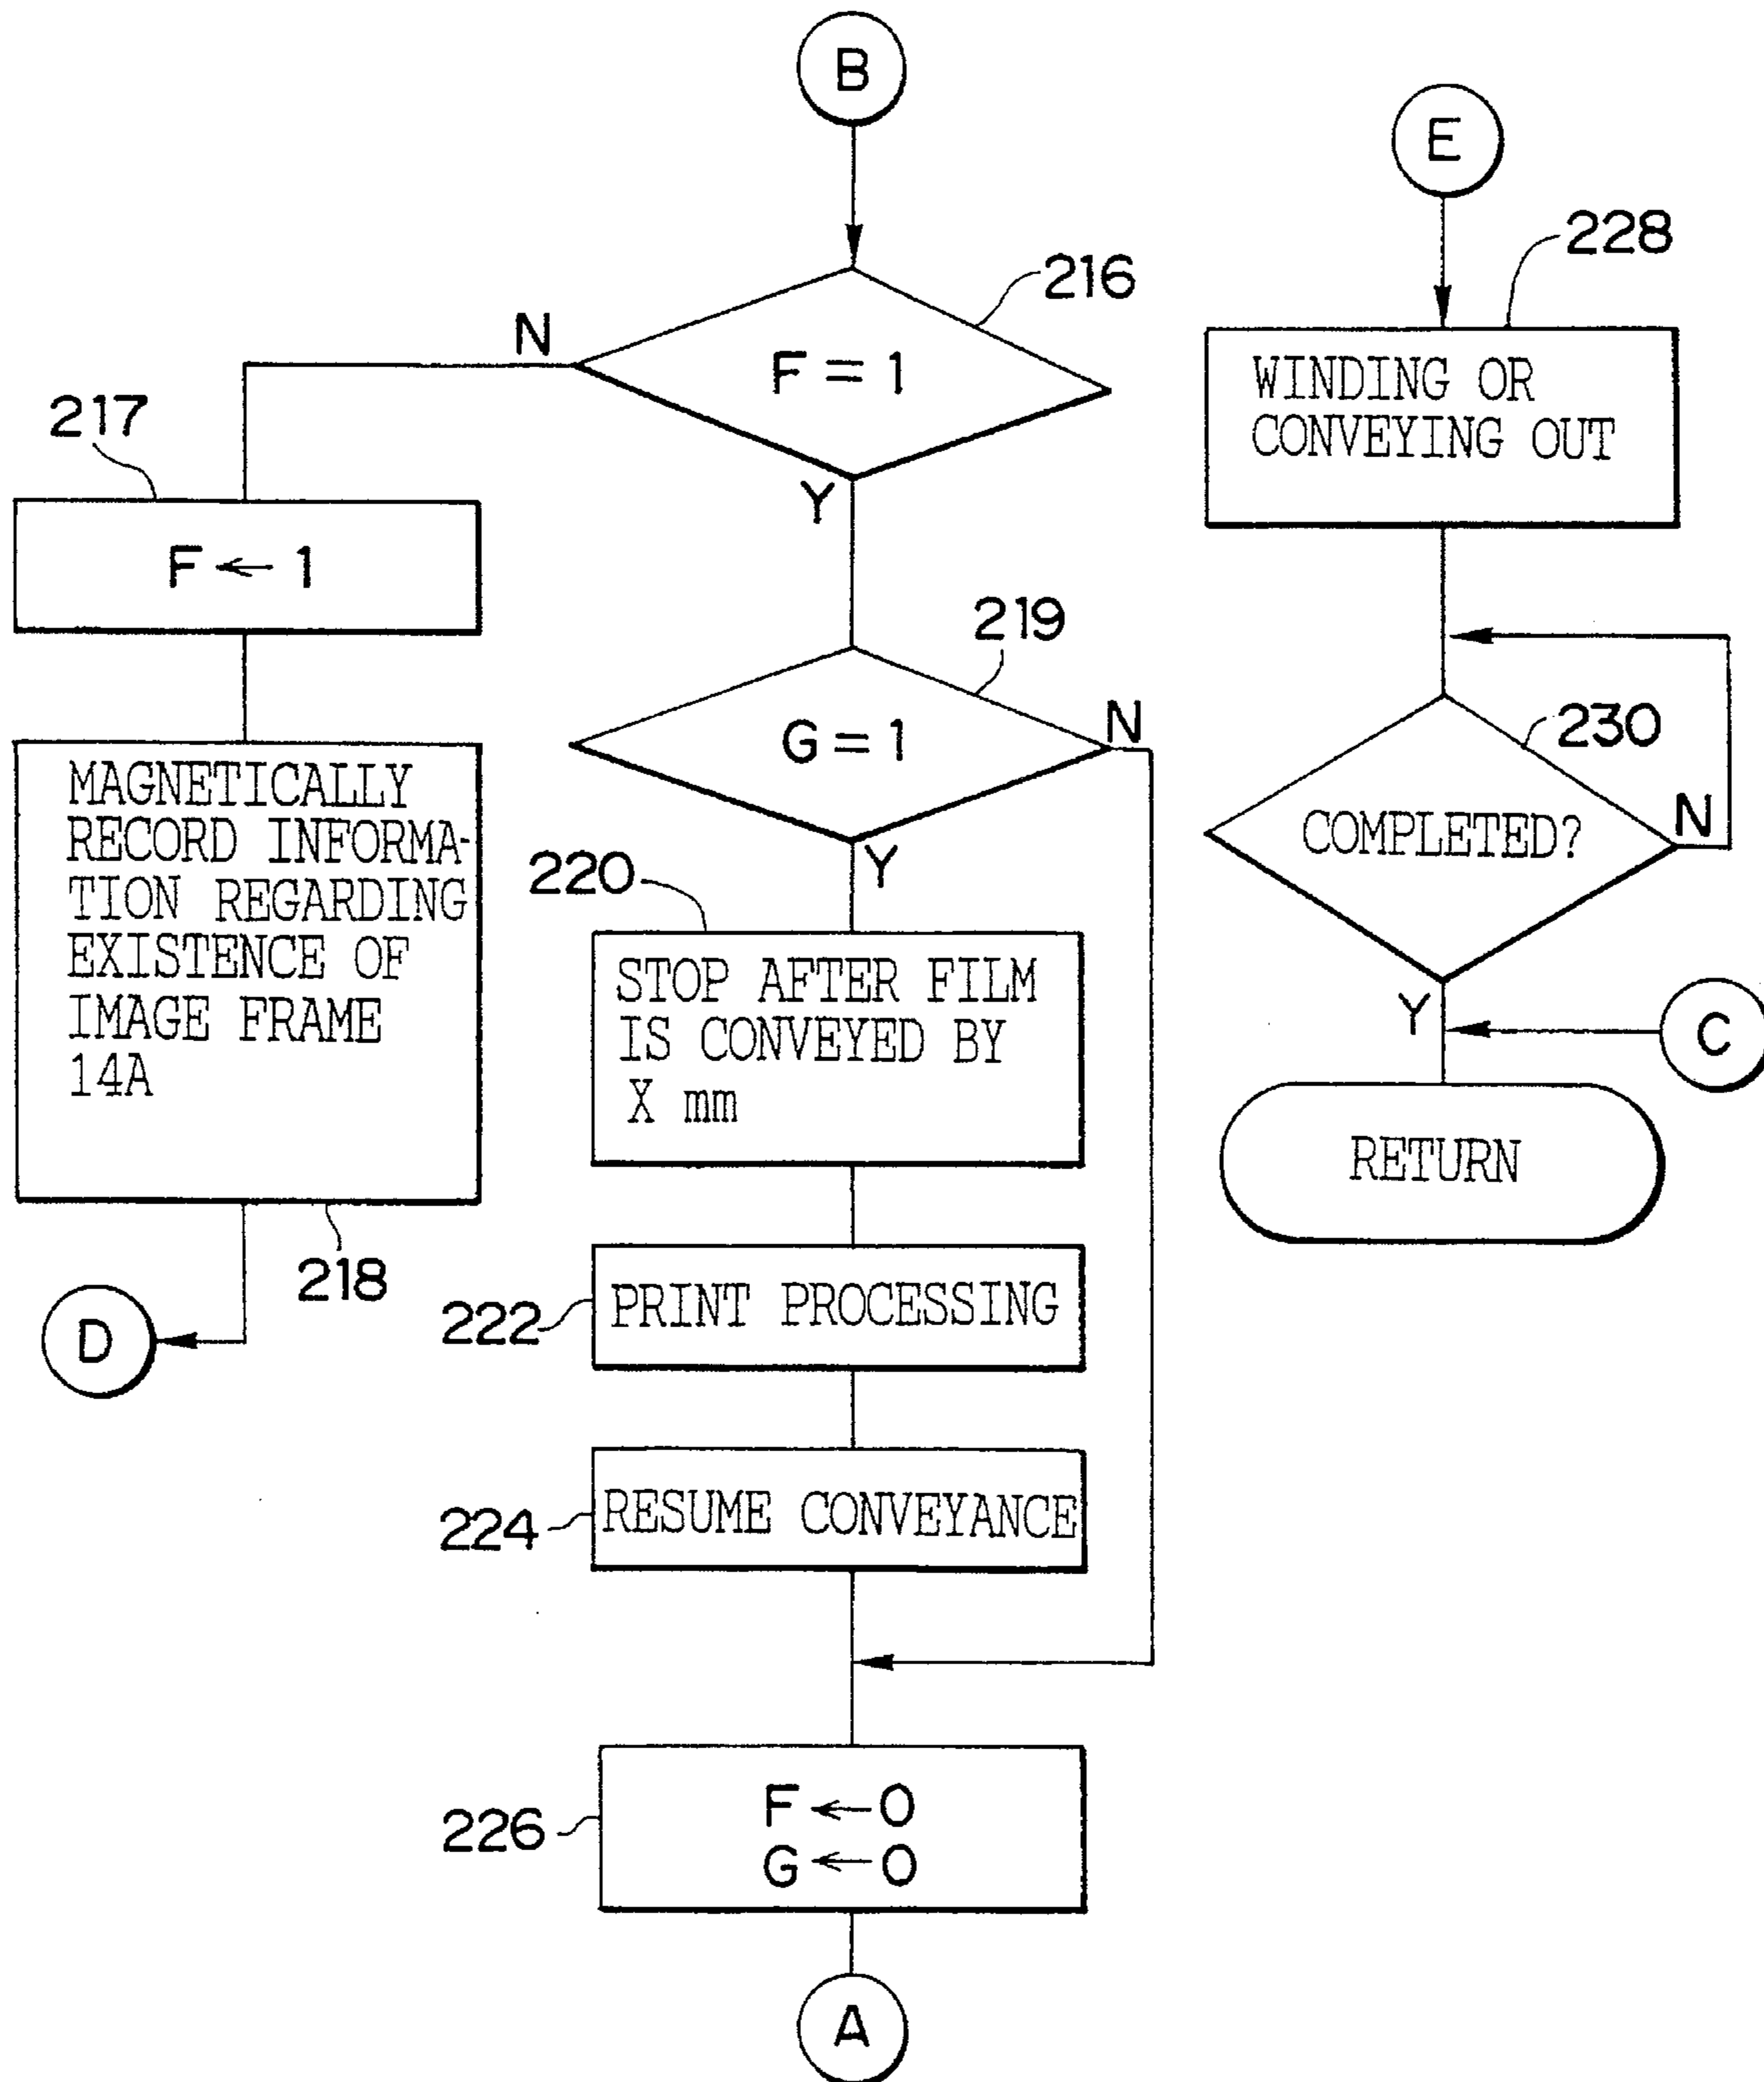 B
216
N
F = 1
Y
217
F ← 1
MAGNETICALLY
RECORD INFORMA-
TION REGARDING
EXISTENCE OF
IMAGE FRAME
14A
218
D
219
G = 1
N
Y
220
STOP AFTER FILM
IS CONVEYED BY
X mm
222
PRINT PROCESSING
224
RESUME CONVEYANCE
226
F ← 0
G ← 0
A
E
228
WINDING OR
CONVEYING OUT
230
COMPLETED?
N
Y
C
RETURN